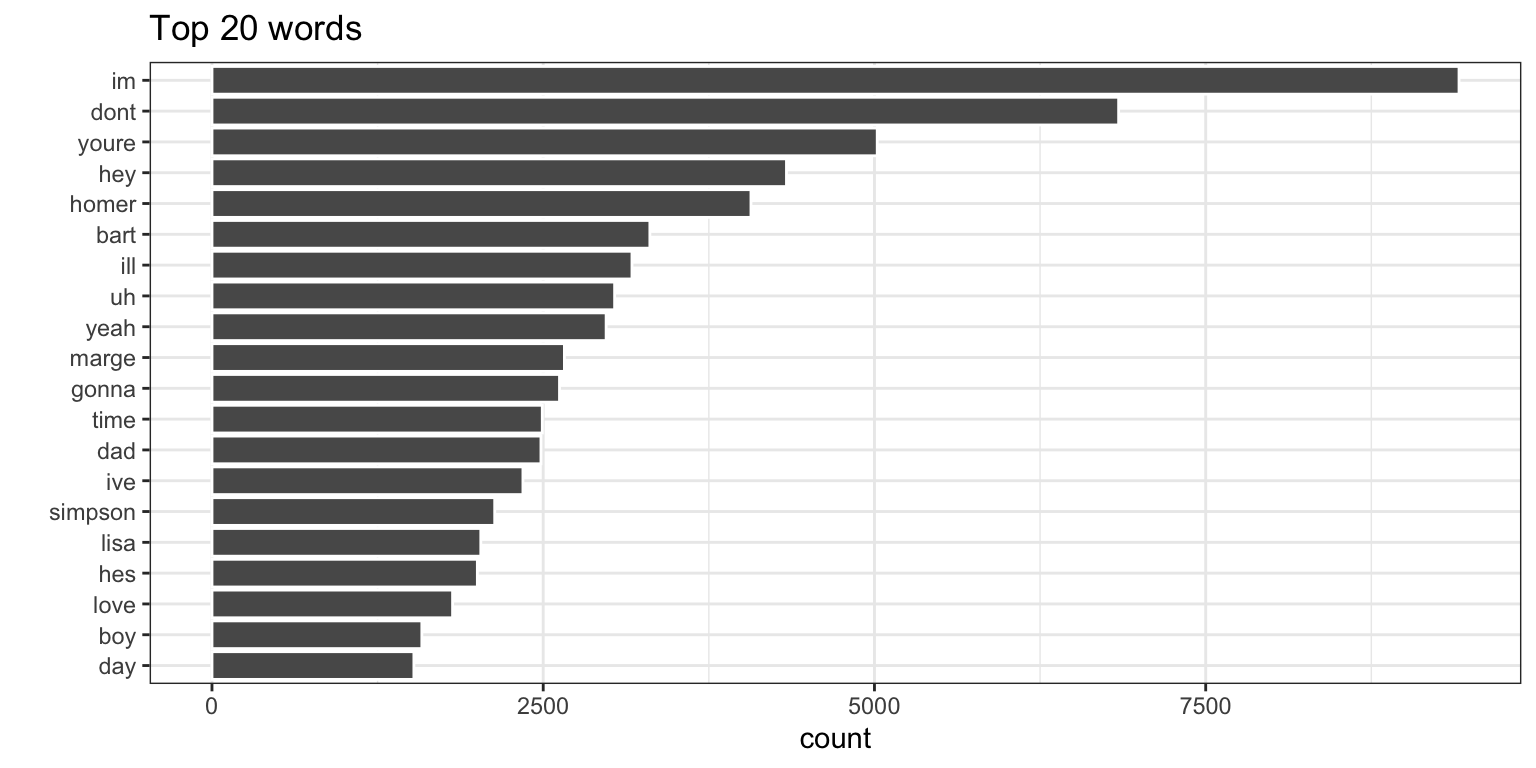 Top 20 words
im
dont
youre
hey
homer
bart
ill
uh
yeah
marge
gonna
time
dad
ive
simpson
lisa
hes
love
boy
day
0 2500 5000 7500
count